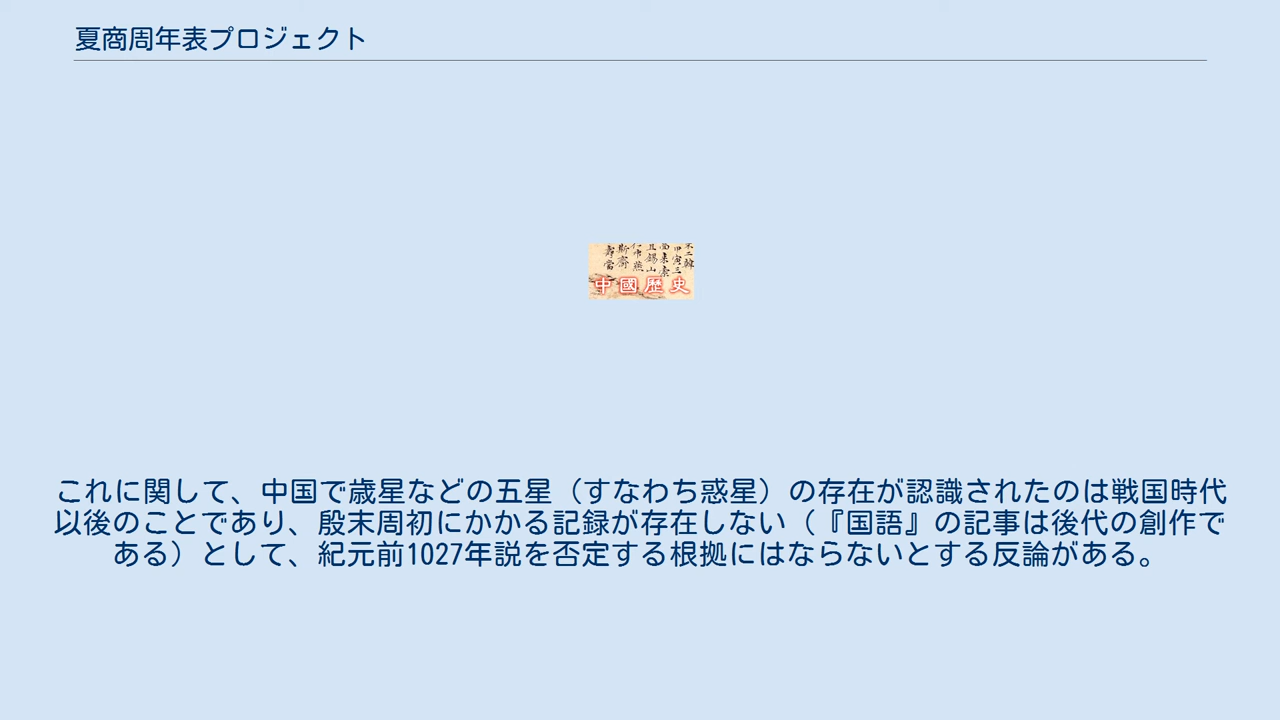 夏商周年表プロジェクト
中國歷史
これに関して、中国で歳星などの五星（すなわち惑星）の存在が認識されたのは戦国時代
以後のことであり、殷末周初にかかる記録が存在しない（『国語』の記事は後代の創作で
ある）として、紀元前1027年説を否定する根拠にはならないとする反論がある。